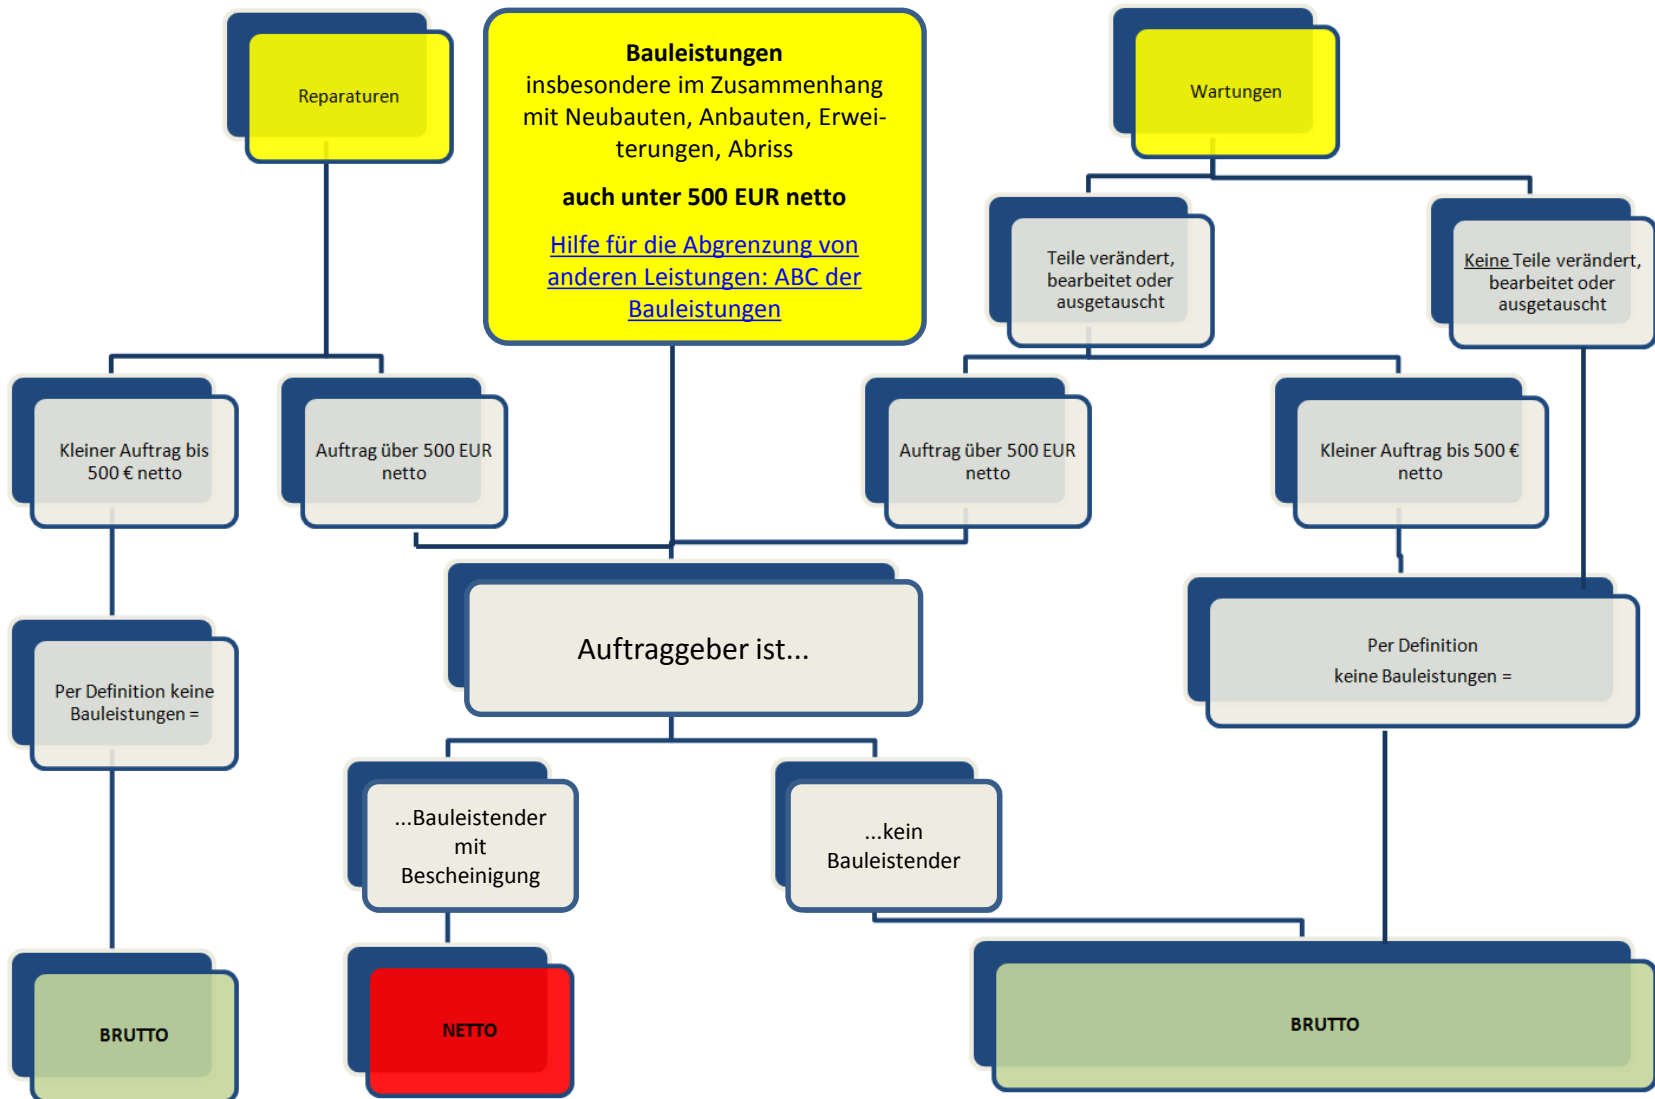 Reparaturen
Bauleistungen
insbesondere im Zusammenhang
mit Neubauten, Anbauten, Erwei-
terungen, Abriss
auch unter 500 EUR netto
Hilfe für die Abgrenzung von
anderen Leistungen: ABC der
Bauleistungen
Wartungen
Teile verändert,
bearbeitet oder
ausgetauscht
Keine Teile verändert,
bearbeitet oder
ausgetauscht
Kleiner Auftrag bis
500 € netto
Auftrag über 500 EUR
netto
Auftrag über 500 EUR
netto
Kleiner Auftrag bis 500 €
netto
Per Definition keine
Bauleistungen =
Auftraggeber ist...
Per Definition
keine Bauleistungen =
...Bauleistender
mit
Bescheinigung
...kein
Bauleistender
BRUTTO
NETTO
BRUTTO